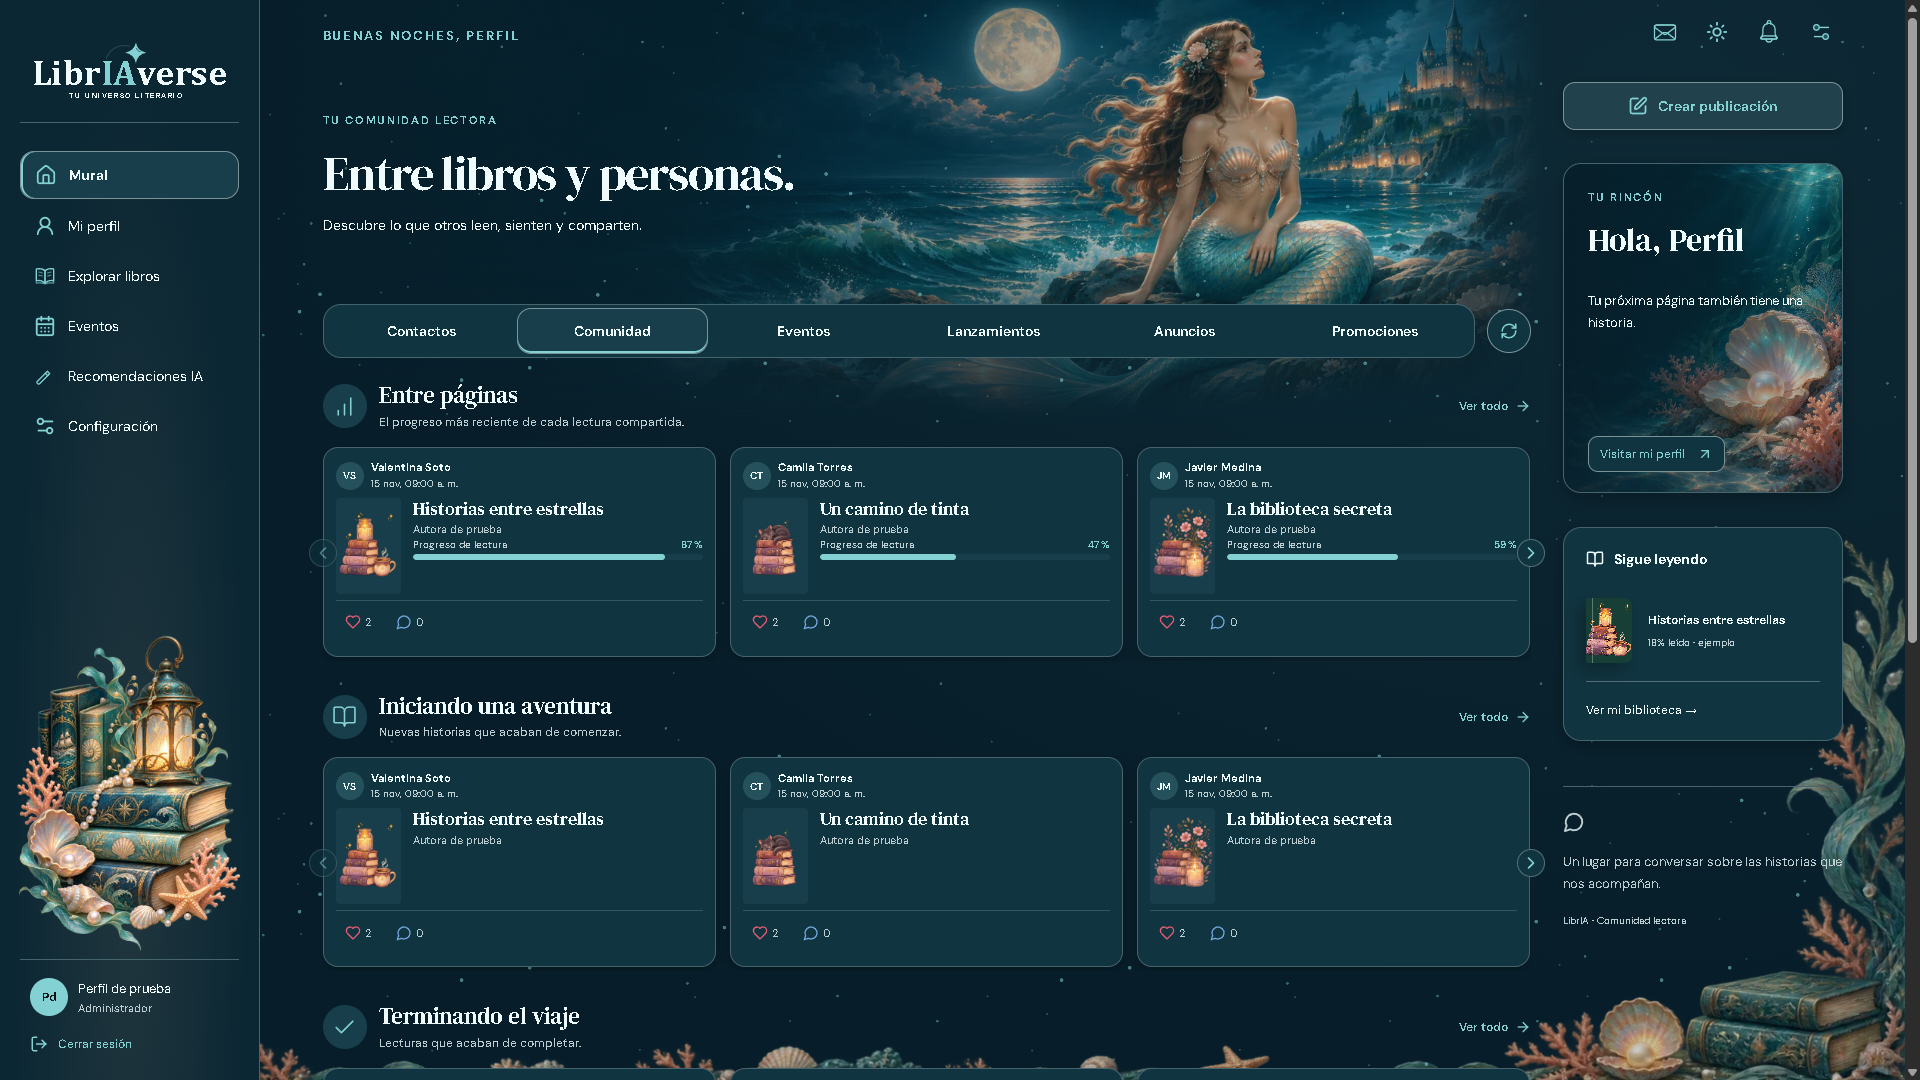 LibrIAverse
TU UNIVERSO LITERARIO
Mural
Mi perfil
Explorar libros
Eventos
Recomendaciones IA
Configuración
Pd
Perfil de prueba
Administrador
Cerrar sesión
BUENAS NOCHES, PERFIL
TU COMUNIDAD LECTORA
Entre libros y personas.
Descubre lo que otros leen, sienten y comparten.
Contactos
Comunidad
Eventos
Lanzamientos
Anuncios
Promociones
Entre páginas
El progreso más reciente de cada lectura compartida.
Ver todo →
VS
Valentina Soto
15 nov, 09:00 a. m.
Historias entre estrellas
Autora de prueba
Progreso de lectura 87%
2 0
CT
Camila Torres
15 nov, 09:00 a. m.
Un camino de tinta
Autora de prueba
Progreso de lectura 47%
2 0
JM
Javier Medina
15 nov, 09:00 a. m.
La biblioteca secreta
Autora de prueba
Progreso de lectura 59%
2 0
Iniciando una aventura
Nuevas historias que acaban de comenzar.
Ver todo →
VS
Valentina Soto
15 nov, 09:00 a. m.
Historias entre estrellas
Autora de prueba
2 0
CT
Camila Torres
15 nov, 09:00 a. m.
Un camino de tinta
Autora de prueba
2 0
JM
Javier Medina
15 nov, 09:00 a. m.
La biblioteca secreta
Autora de prueba
2 0
Terminando el viaje
Lecturas que acaban de completar.
Ver todo →
Crear publicación
TU RINCÓN
Hola, Perfil
Tu próxima página también tiene una
historia.
Visitar mi perfil
Sigue leyendo
Historias entre estrellas
18% leído · ejemplo
Ver mi biblioteca →
Un lugar para conversar sobre las historias que
nos acompañan.
LibrIA · Comunidad lectora